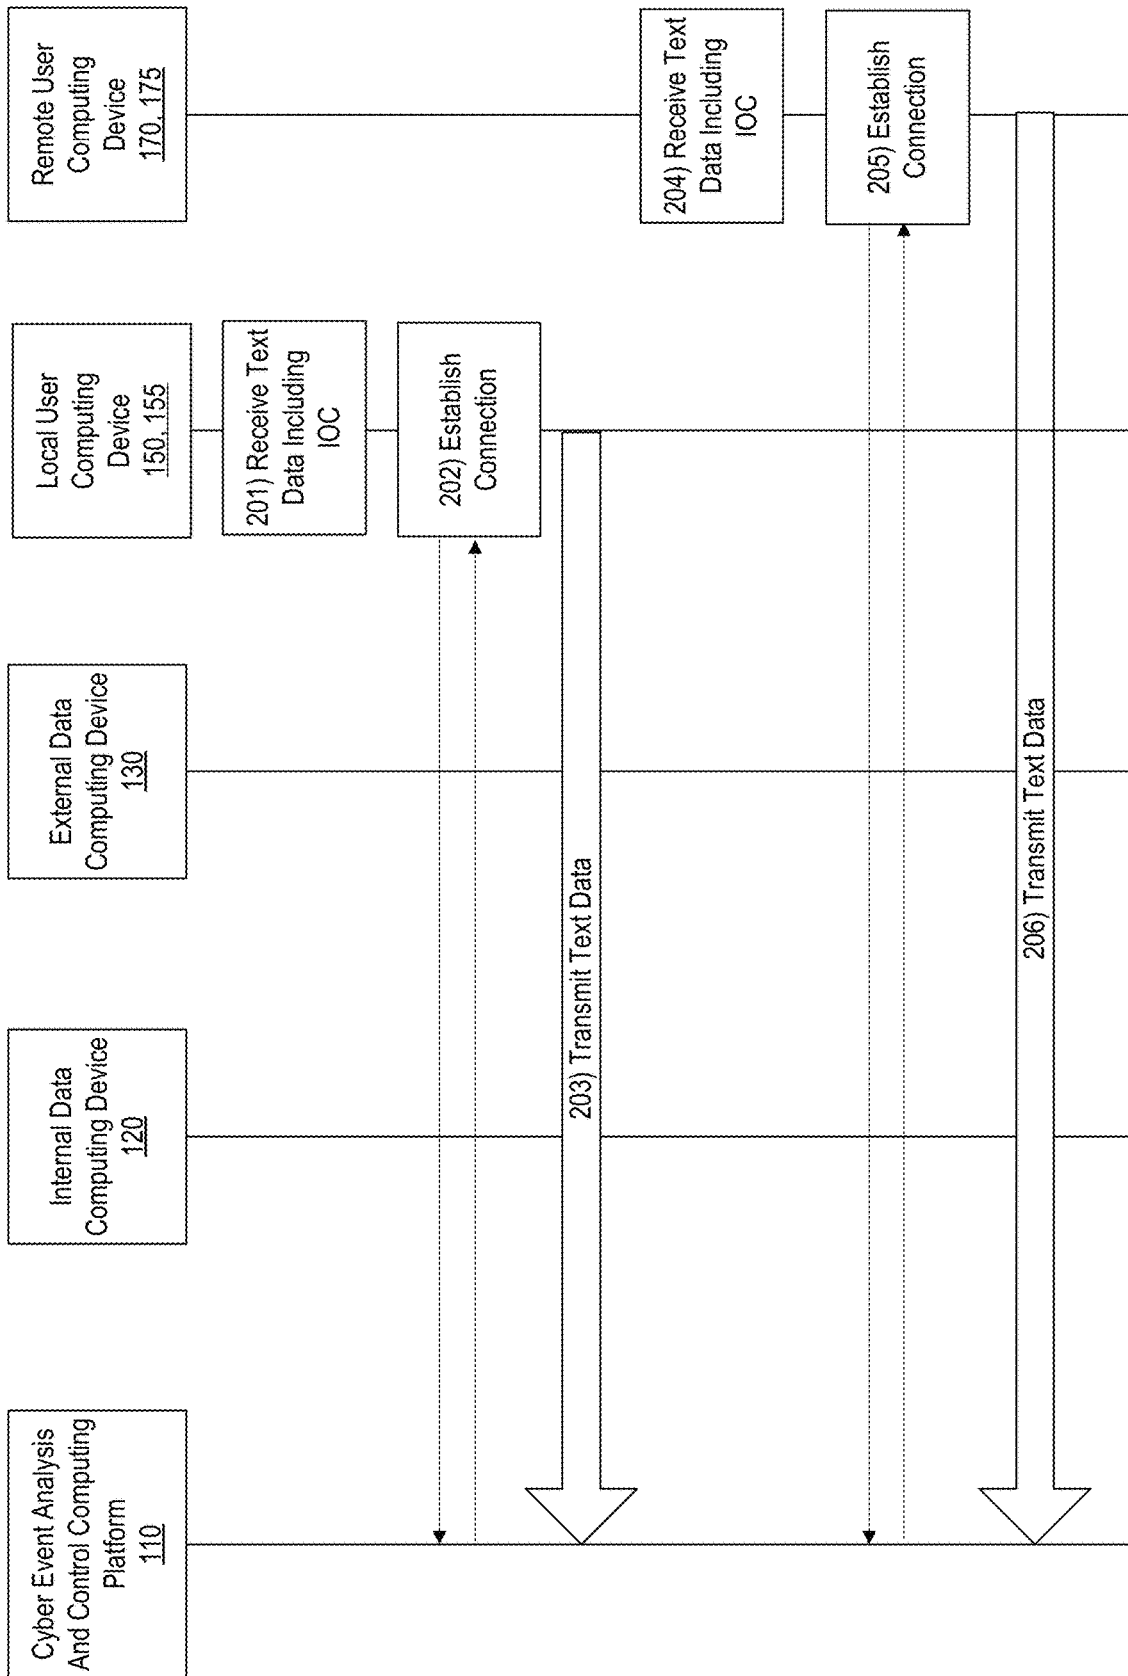 Cyber Event Analysis
And Control Computing
Platform
110
Internal Data
Computing Device
120
External Data
Computing Device
130
Local User
Computing
Device
150, 155
Remote User
Computing
Device
170, 175
201) Receive Text
Data Including
IOC
202) Establish
Connection
203) Transmit Text Data
204) Receive Text
Data Including
IOC
205) Establish
Connection
206) Transmit Text Data